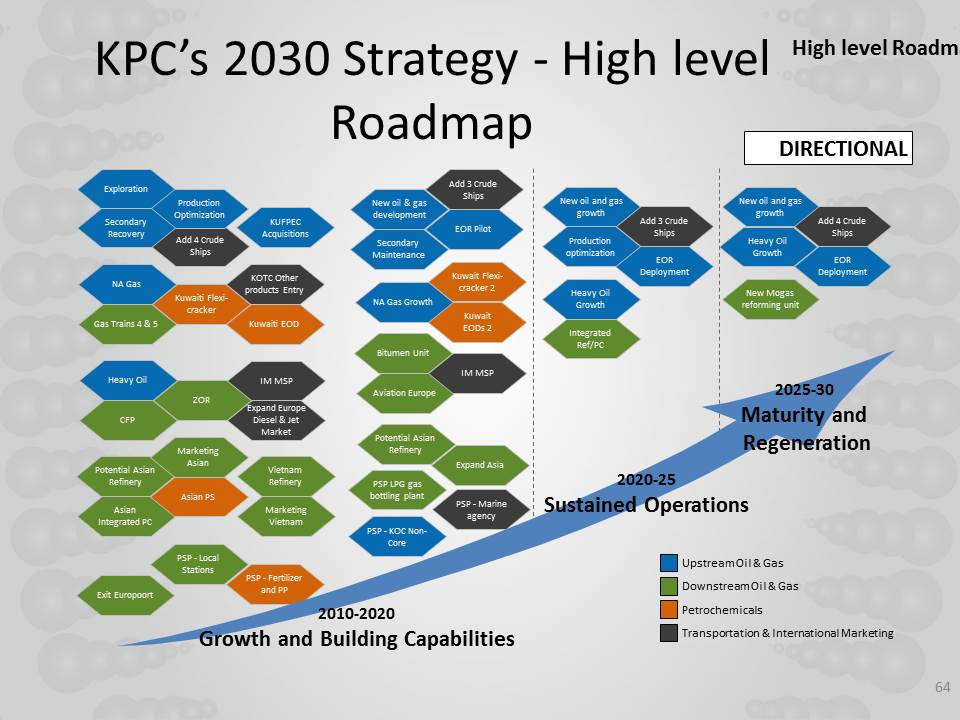 KPC's 2030 Strategy - High level
Roadmap
High level Roadm
DIRECTIONAL
Exploration
Production
Optimization
Secondary
Recovery
Add 4 Crude
Ships
KUFPEC
Acquisitions
NA Gas
Kuwaiti Flexi-
cracker
KOTC Other
products Entry
Gas Trains 4 & 5
Kuwaiti EOD
Heavy Oil
ZOR
IM MSP
CFP
Expand Europe
Diesel & Jet
Market
Marketing
Asian
Potential Asian
Refinery
Vietnam
Refinery
Asian PS
Asian
Integrated PC
Marketing
Vietnam
PSP - Local
Stations
Exit Europoort
PSP - Fertilizer
and PP
Add 3 Crude
Ships
New oil & gas
development
EOR Pilot
Secondary
Maintenance
Kuwait Flexi-
cracker 2
NA Gas Growth
Kuwait
EODs 2
Bitumen Unit
IM MSP
Aviation Europe
Potential Asian
Refinery
Expand Asia
PSP LPG gas
bottling plant
PSP - Marine
agency
PSP - KOC Non-
Core
New oil and gas
growth
Add 3 Crude
Ships
Production
optimization
EOR
Deployment
Heavy Oil
Growth
Integrated
Ref/PC
New oil and gas
growth
Add 4 Crude
Ships
Heavy Oil
Growth
EOR
Deployment
New Mogas
reforming unit
2025-30
Maturity and
Regeneration
2020-25
Sustained Operations
2010-2020
Growth and Building Capabilities
Upstream Oil & Gas
Downstream Oil & Gas
Petrochemicals
Transportation & International Marketing
64